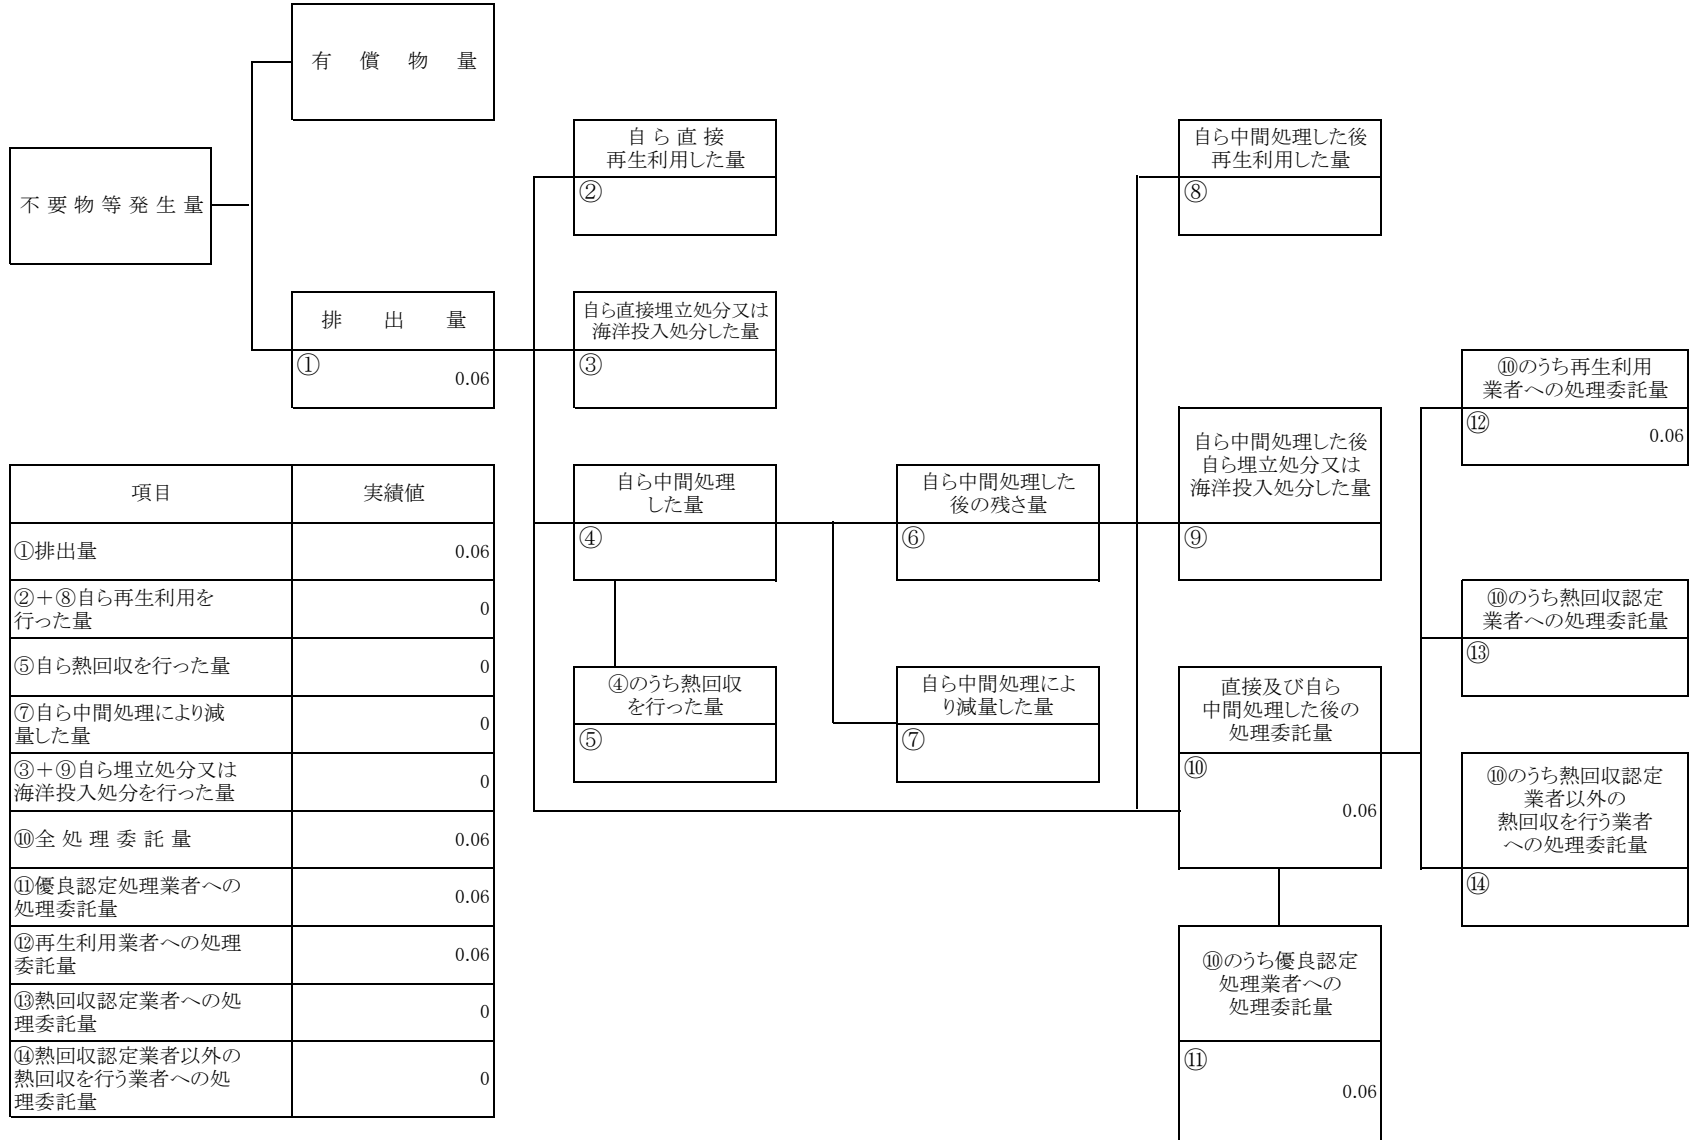 有償物量
不要物等発生量
排出量
①
0.06
自ら直接
再生利用した量
②
自ら直接埋立処分又は
海洋投入処分した量
③
自ら中間処理
した量
④
④のうち熱回収
を行った量
⑤
自ら中間処理した
後の残さ量
⑥
自ら中間処理によ
り減量した量
⑦
自ら中間処理した後
再生利用した量
⑧
自ら中間処理した後
自ら埋立処分又は
海洋投入処分した量
⑨
直接及び自ら
中間処理した後の
処理委託量
⑩
0.06
⑩のうち優良認定
処理業者への
処理委託量
⑪
0.06
⑩のうち再生利用
業者への処理委託量
⑫
0.06
⑩のうち熱回収認定
業者への処理委託量
⑬
⑩のうち熱回収認定
業者以外の
熱回収を行う業者
への処理委託量
⑭
項目 実績値
①排出量 0.06
②＋⑧自ら再生利用を
行った量 0
⑤自ら熱回収を行った量 0
⑦自ら中間処理により減
量した量 0
③＋⑨自ら埋立処分又は
海洋投入処分を行った量 0
⑩全処理委託量 0.06
⑪優良認定処理業者への
処理委託量 0.06
⑫再生利用業者への処理
委託量 0.06
⑬熱回収認定業者への処
理委託量 0
⑭熱回収認定業者以外の
熱回収を行う業者への処
理委託量 0